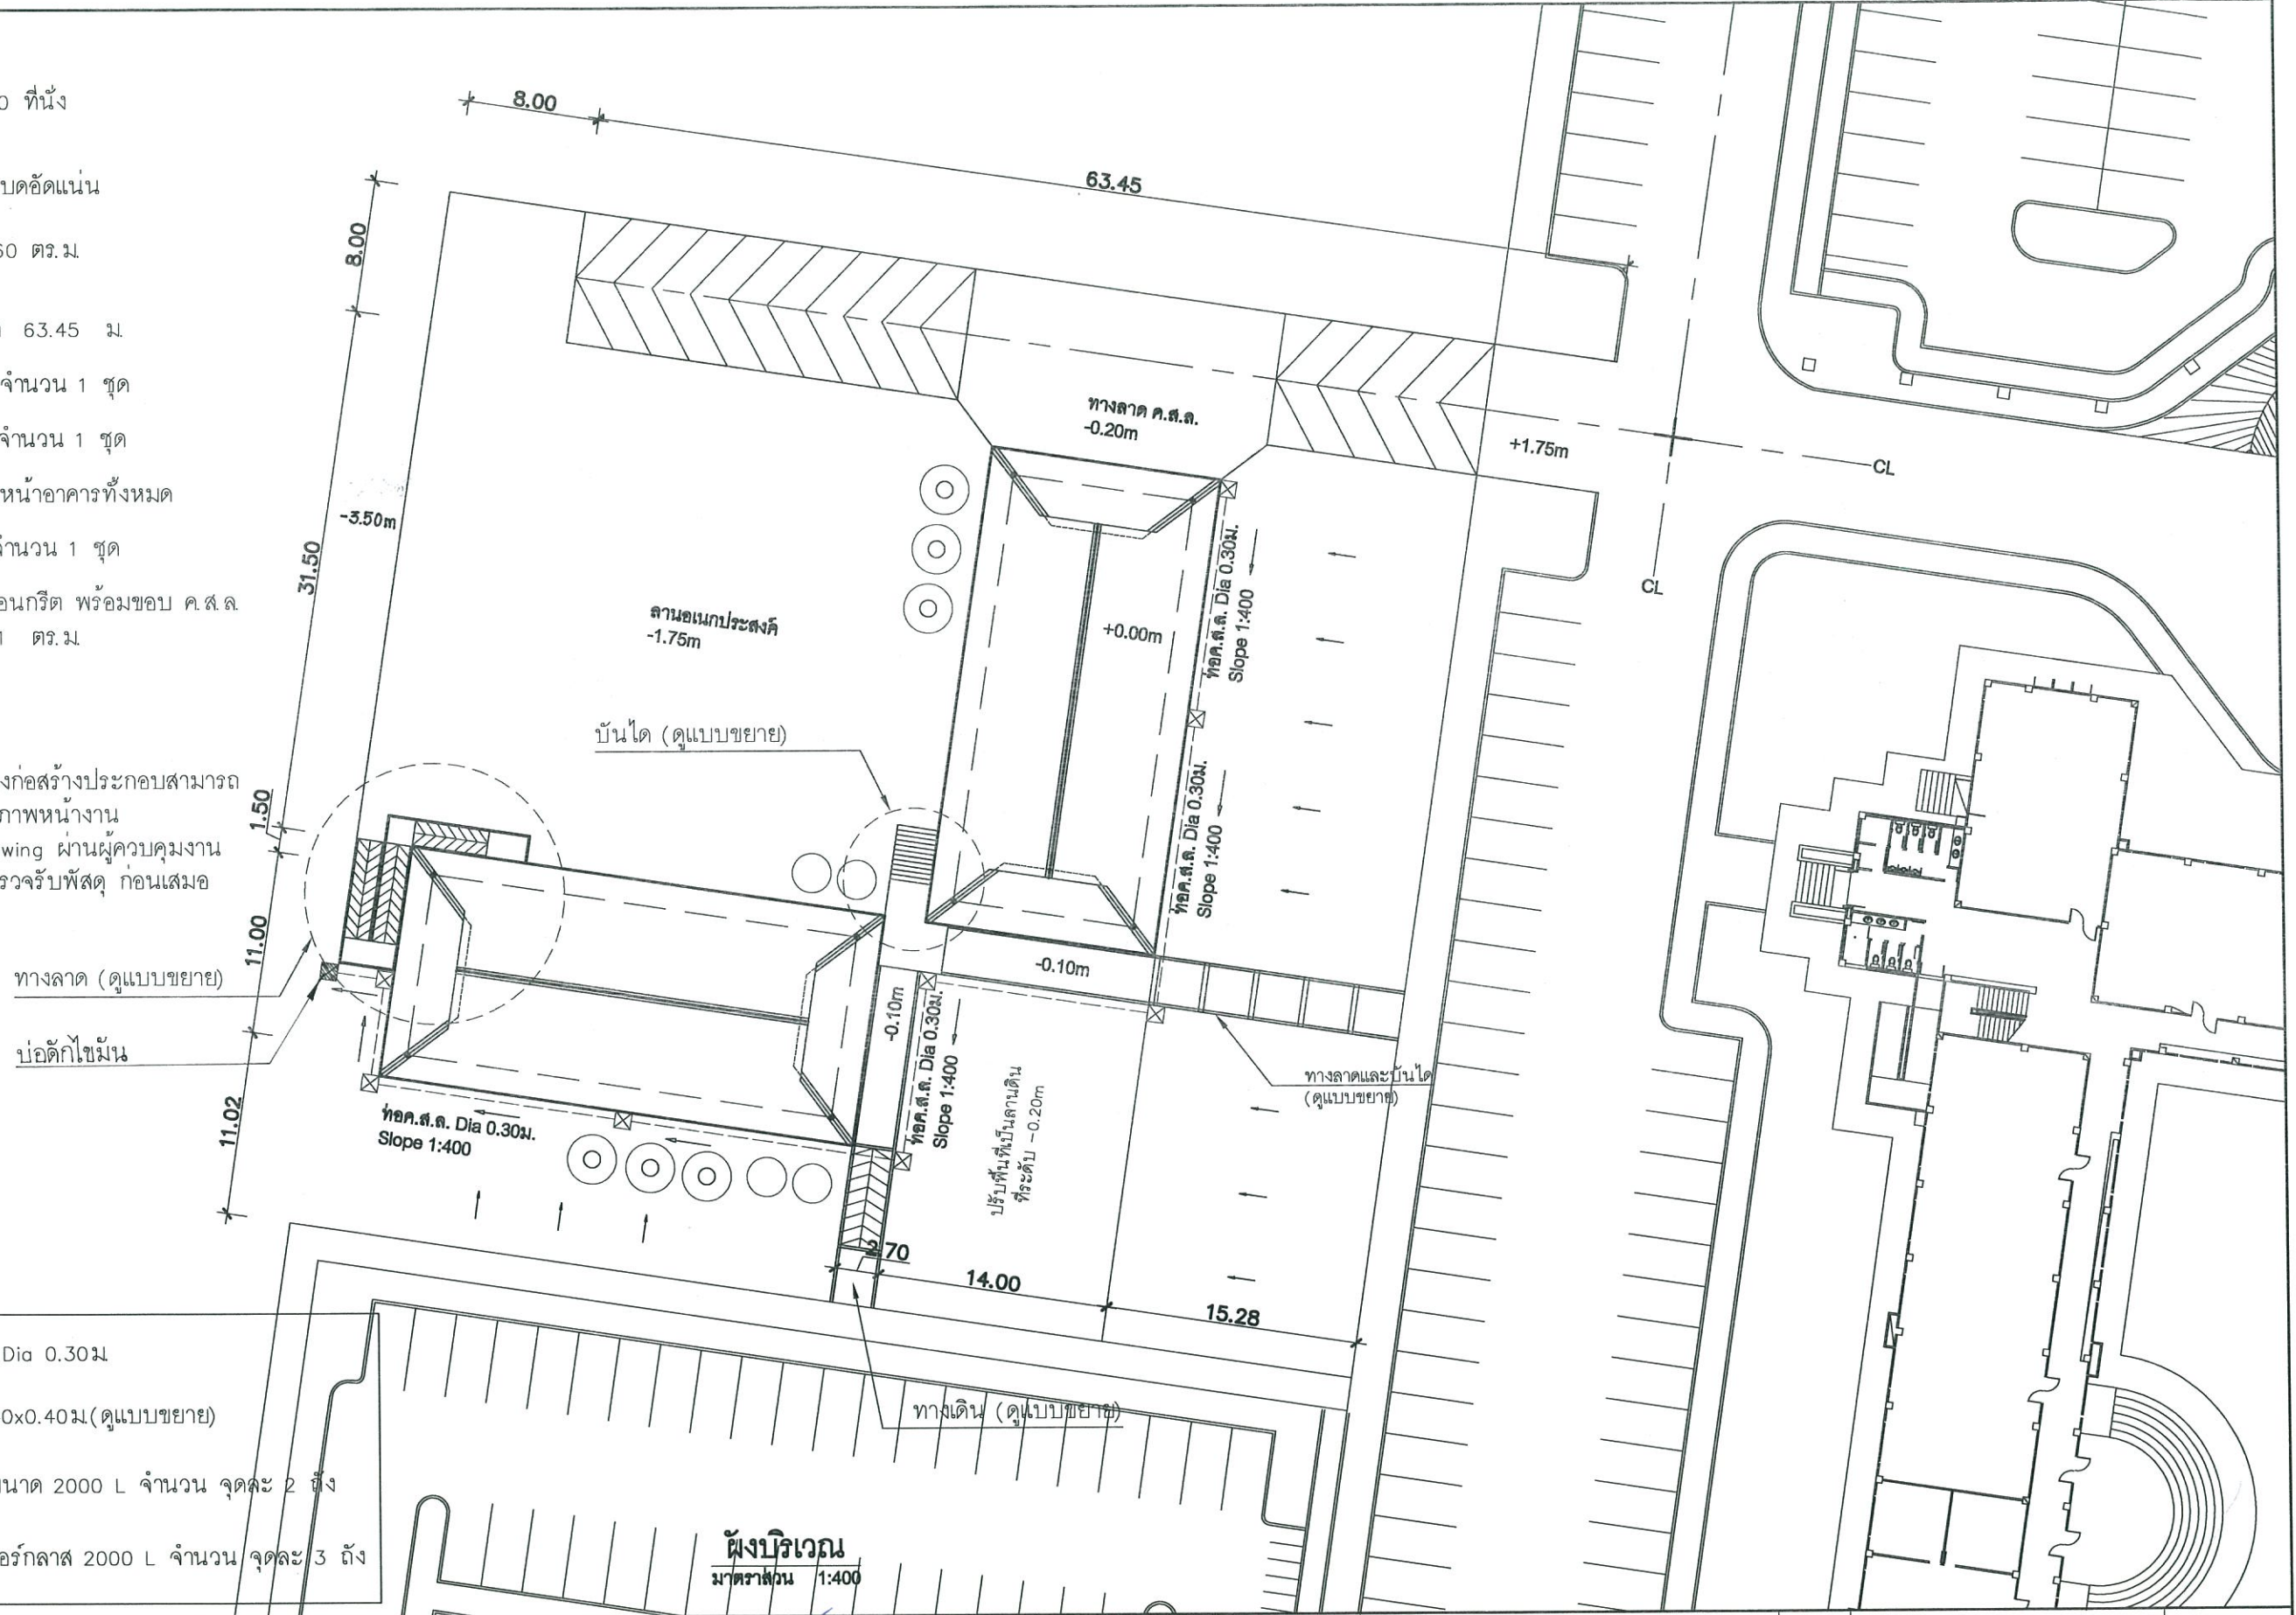 ที่นั่ง
บดอัดแน่น
60 ตร.ม.
63.45 ม.
จำนวน 1 ชุด
จำนวน 1 ชุด
หน้าอาคารทั้งหมด
จำนวน 1 ชุด
อนกรีต พร้อมขอบ ค.ส.ล.
ตร.ม.
งก่อสร้างประกอบสามารถ
ภาพหน้างาน
wing ผ่านผู้ควบคุมงาน
รวจรับพัสดุ ก่อนเสมอ
ทางลาด (ดูแบบขยาย)
บ่อดักไขมัน
Dia 0.30ม.
0x0.40ม.(ดูแบบขยาย)
นาด 2000 L จำนวน จุดละ 2 ถัง
อร์กลาส 2000 L จำนวน จุดละ 3 ถัง
8.00
63.45
8.00
31.50
1.50
11.00
11.02
-3.50m
ทางลาด ค.ส.ล.
-0.20m
+1.75m
CL
CL
ลานอเนกประสงค์
-1.75m
+0.00m
ท่อค.ส.ล. Dia 0.30ม.
Slope 1:400
บันได (ดูแบบขยาย)
ท่อค.ส.ล. Dia 0.30ม.
Slope 1:400
-0.10m
-0.10m
ท่อค.ส.ล. Dia 0.30ม.
Slope 1:400
ท่อค.ส.ล. Dia 0.30ม.
Slope 1:400
ปรับพื้นที่เป็นลานดิน
ที่ระดับ -0.20m
ทางลาดและบันได
(ดูแบบขยาย)
2.70
14.00
15.28
ทางเดิน (ดูแบบขยาย)
ผังบริเวณ
มาตราส่วน 1:400